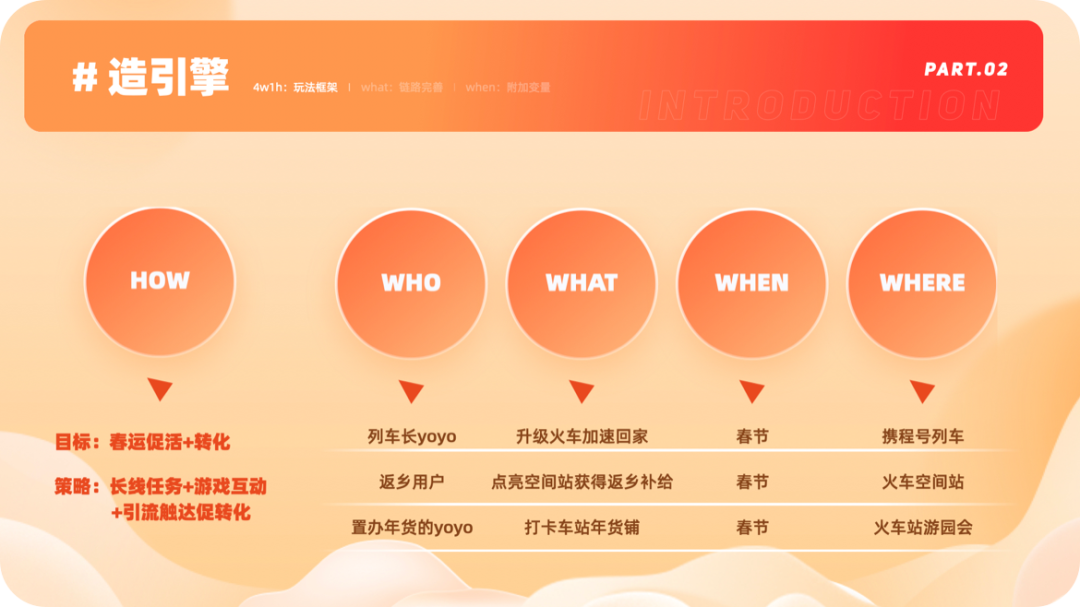 # 造引擎
4w1h：玩法框架 | what：链路完善 | when：附加变量
PART.02
INTRODUCTION
HOW
WHO
WHAT
WHEN
WHERE
目标：春运促活+转化
策略：长线任务+游戏互动
+引流触达促转化
列车长yoyo 升级火车加速回家 春节 携程号列车
返乡用户 点亮空间站获得返乡补给 春节 火车空间站
置办年货的yoyo 打卡车站年货铺 春节 火车站游园会